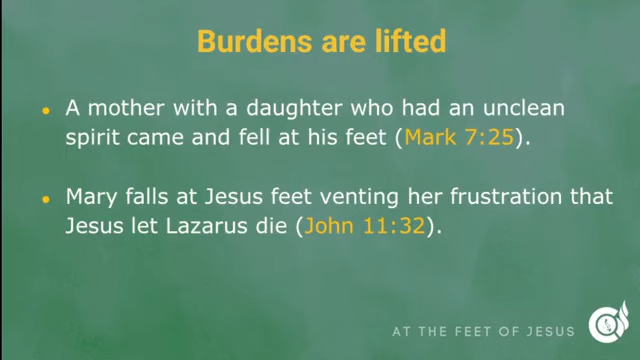 Burdens are lifted
• A mother with a daughter who had an unclean
spirit came and fell at his feet (Mark 7:25).
• Mary falls at Jesus feet venting her frustration that
Jesus let Lazarus die (John 11:32).
AT THE FEET OF JESUS